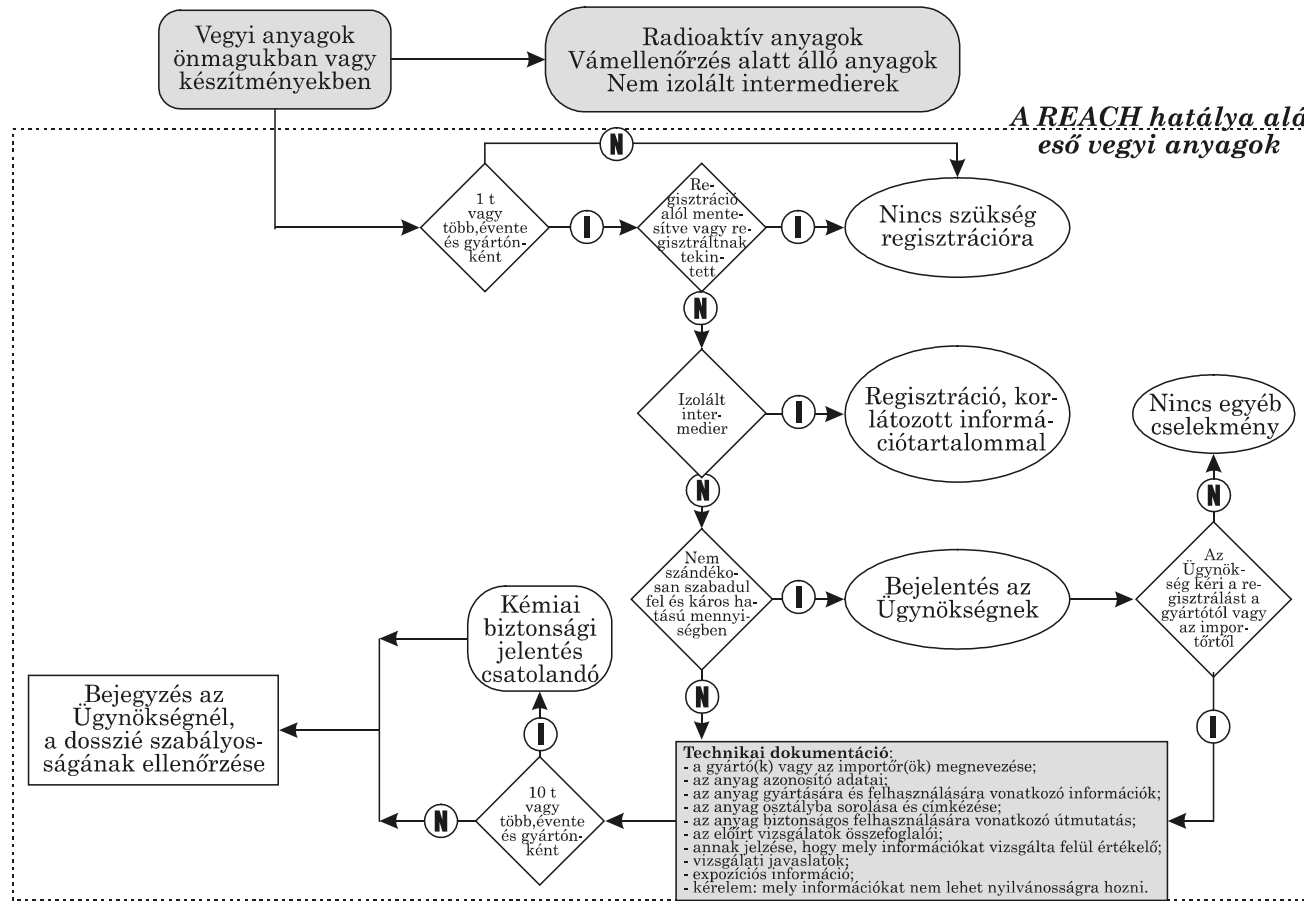 Vegyi anyagok
önmagukban vagy
készítményekben
Radioaktív anyagok
Vámellenőrzés alatt álló anyagok
Nem izolált intermedierek
A REACH hatálya alá
eső vegyi anyagok
N
1 t
vagy
több,évente
és gyártón-
ként
I
Re-
gisztráció
alól mente-
sítve vagy re-
gisztráltnak
tekin-
tett
I
Nincs szükség
regisztrációra
N
Izolált
inter-
medier
I
Regisztráció, kor-
látozott informá-
ciótartalommal
Nincs egyéb
cselekmény
N
N
Nem
szándéko-
san szabadul
fel és káros ha-
tású mennyi-
ségben
I
Bejelentés az
Ügynökségnek
Az
Ügynök-
ség kéri a re-
gisztrálást a
gyártótól vagy
az impor-
tőrtől
Kémiai
biztonsági
jelentés
csatolandó
N
I
Bejegyzés az
Ügynökségnél,
a dosszié szabályos-
ságának ellenőrzése
I
N
10 t
vagy
több,évente
és gyártón-
ként
Technikai dokumentáció:
- a gyártó(k) vagy az importőr(ök) megnevezése;
- az anyag azonosító adatai;
- az anyag gyártására és felhasználására vonatkozó információk;
- az anyag osztályba sorolása és címkézése;
- az anyag biztonságos felhasználására vonatkozó útmutatás;
- az előírt vizsgálatok összefoglalói;
- annak jelzése, hogy mely információkat vizsgálta felül értékelő;
- vizsgálati javaslatok;
- expozíciós információ;
- kérelem: mely információkat nem lehet nyilvánosságra hozni.